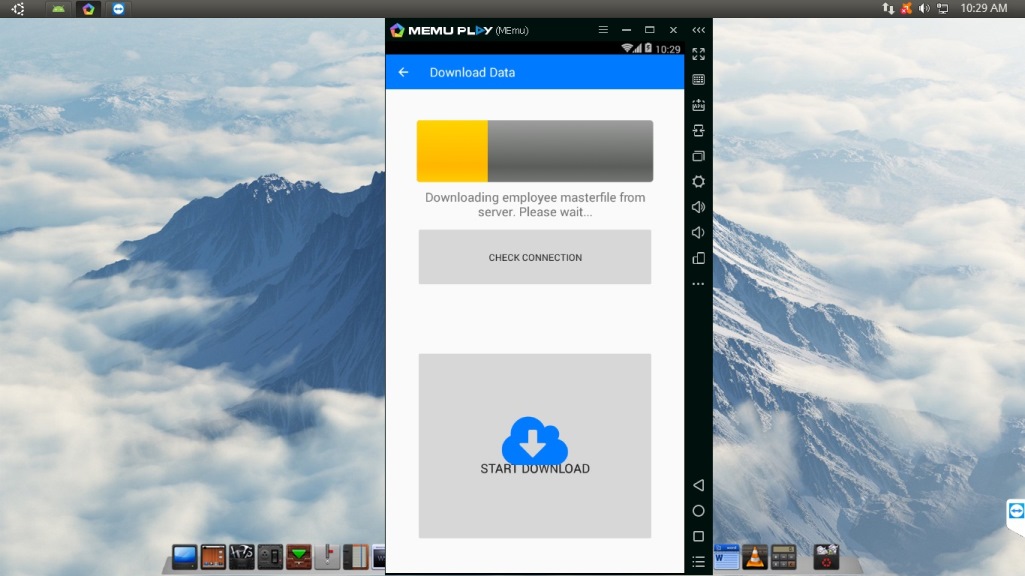 10:29 AM
MEMU PLAY (MEmu)
10:29
Download Data
Downloading employee masterfile from
server. Please wait...
CHECK CONNECTION
START DOWNLOAD
APK
W